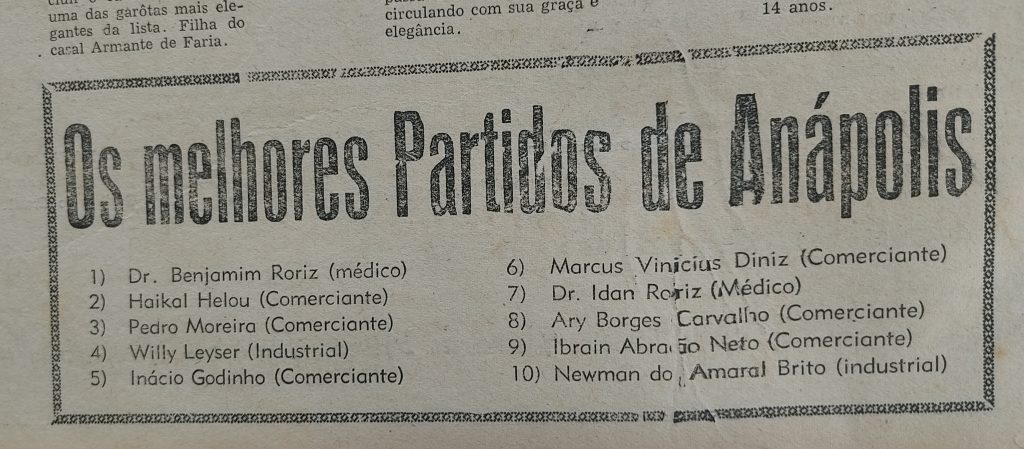 uma das garôtas mais ele-
gantes da lista. Filha do
casal Armante de Faria.
circulando com sua graça e
elegância.
14 anos.
Os melhores Partidos de Anápolis
1) Dr. Benjamim Roriz (médico)
2) Haikal Helou (Comerciante)
3) Pedro Moreira (Comerciante)
4) Willy Leyser (Industrial)
5) Inácio Godinho (Comerciante)
6) Marcus Vinicius Diniz (Comerciante)
7) Dr. Idan Roriz (Médico)
8) Ary Borges Carvalho (Comerciante)
9) Ibrain Abraão Neto (Comerciante)
10) Newman do Amaral Brito (industrial)